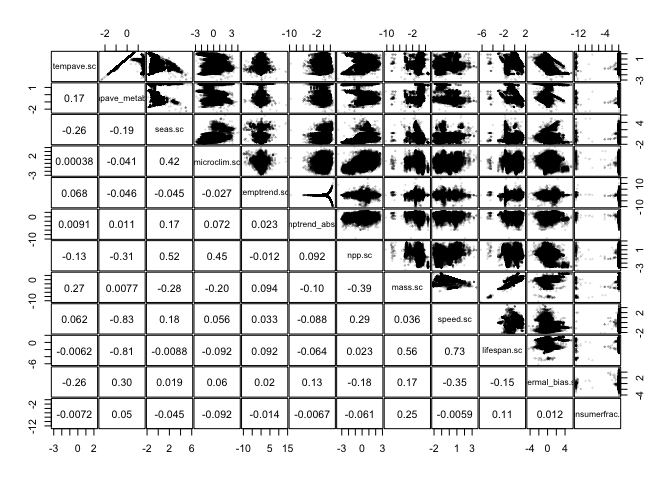 -2 0
-3 0 3
-10 -2
-10 -2
-6 -2 2
-12 -4
tempave.sc
-3 1
-2 1
0.17
pave_metab
-0.26 -0.19 seas.sc
-2 2 4
-3 0 2
0.00038 -0.041 0.42 microclim.sc
0.068 -0.046 -0.045 -0.027 emptrend.sc
-10 0 10
-10 0
0.0091 0.011 0.17 0.072 0.023 nptrend_abs
-0.13 -0.31 0.52 0.45 -0.012 0.092 npp.sc
-3 -1 1
-10 0
0.27 0.0077 -0.28 -0.20 0.094 -0.10 -0.39 mass.sc
0.062 -0.83 0.18 0.056 0.033 -0.088 0.29 0.036 speed.sc
-2 2
-6 0
-0.0062 -0.81 -0.0088 -0.092 0.092 -0.064 0.023 0.56 0.73 lifespan.sc
-0.26 0.30 0.019 0.06 0.02 0.13 -0.18 0.17 -0.35 -0.15 ermal_bias.s
-4 2
-12 -2
-0.0072 0.05 -0.045 -0.092 -0.014 -0.0067 -0.061 0.25 -0.0059 0.11 0.012 nsumerfrac.
-3 0 2
-2 2 6
-10 0 5 15
-3 0 3
-2 1 3
-4 0 4